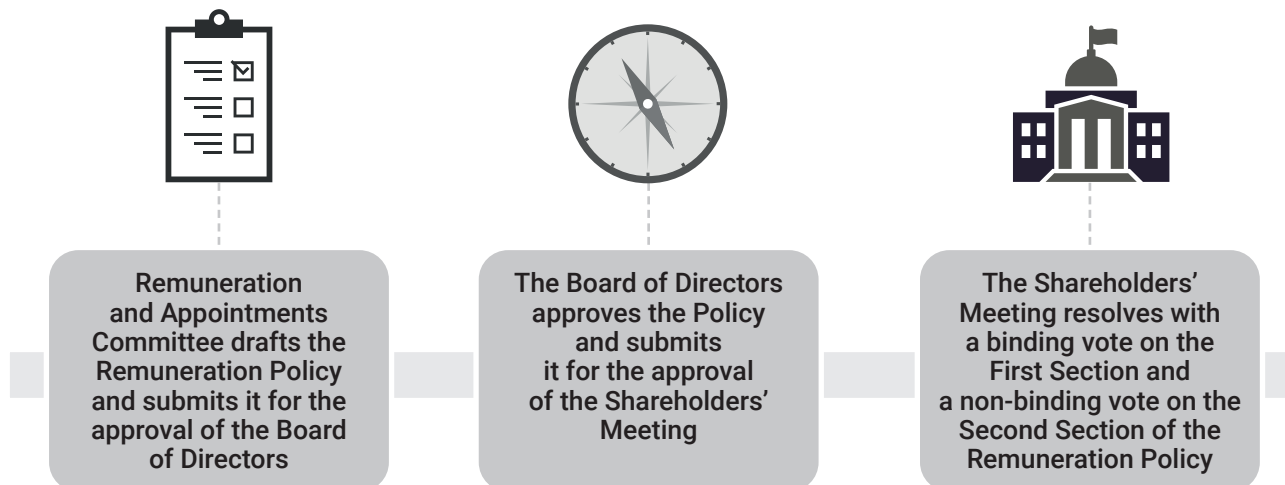 Remuneration
and Appointments
Committee drafts the
Remuneration Policy
and submits it for the
approval of the Board
of Directors
The Board of Directors
approves the Policy
and submits
it for the approval
of the Shareholders’
Meeting
The Shareholders’
Meeting resolves with
a binding vote on the
First Section and
a non-binding vote on the
Second Section of the
Remuneration Policy